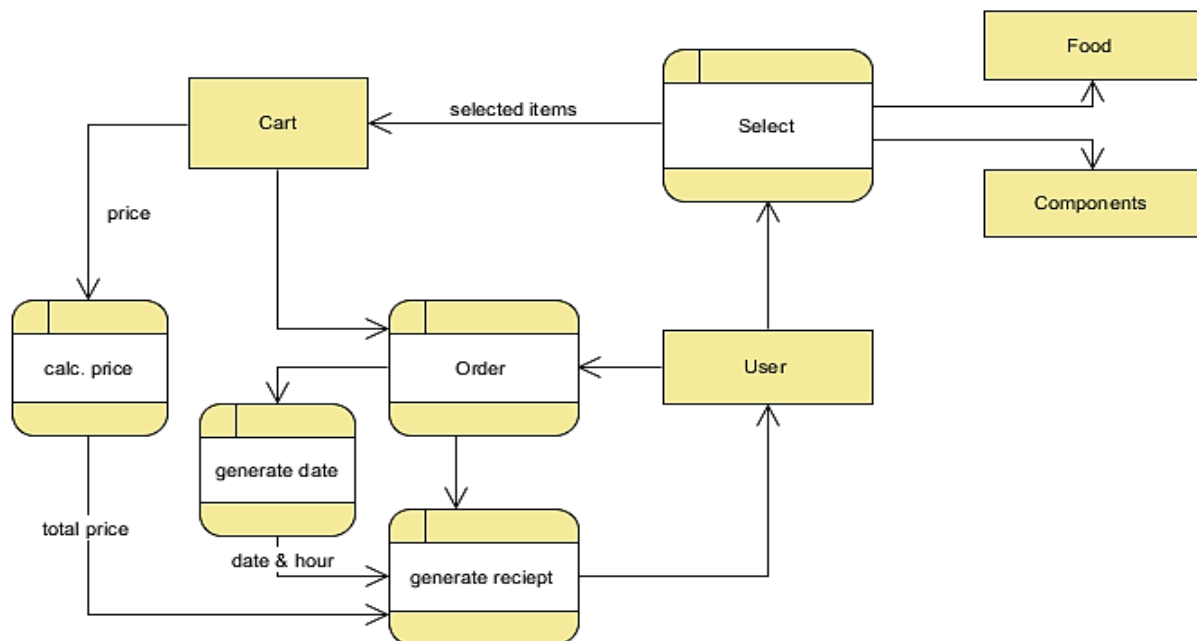 Food
selected items
Cart
Select
Components
price
calc. price
Order
User
generate date
total price
date & hour
generate reciept